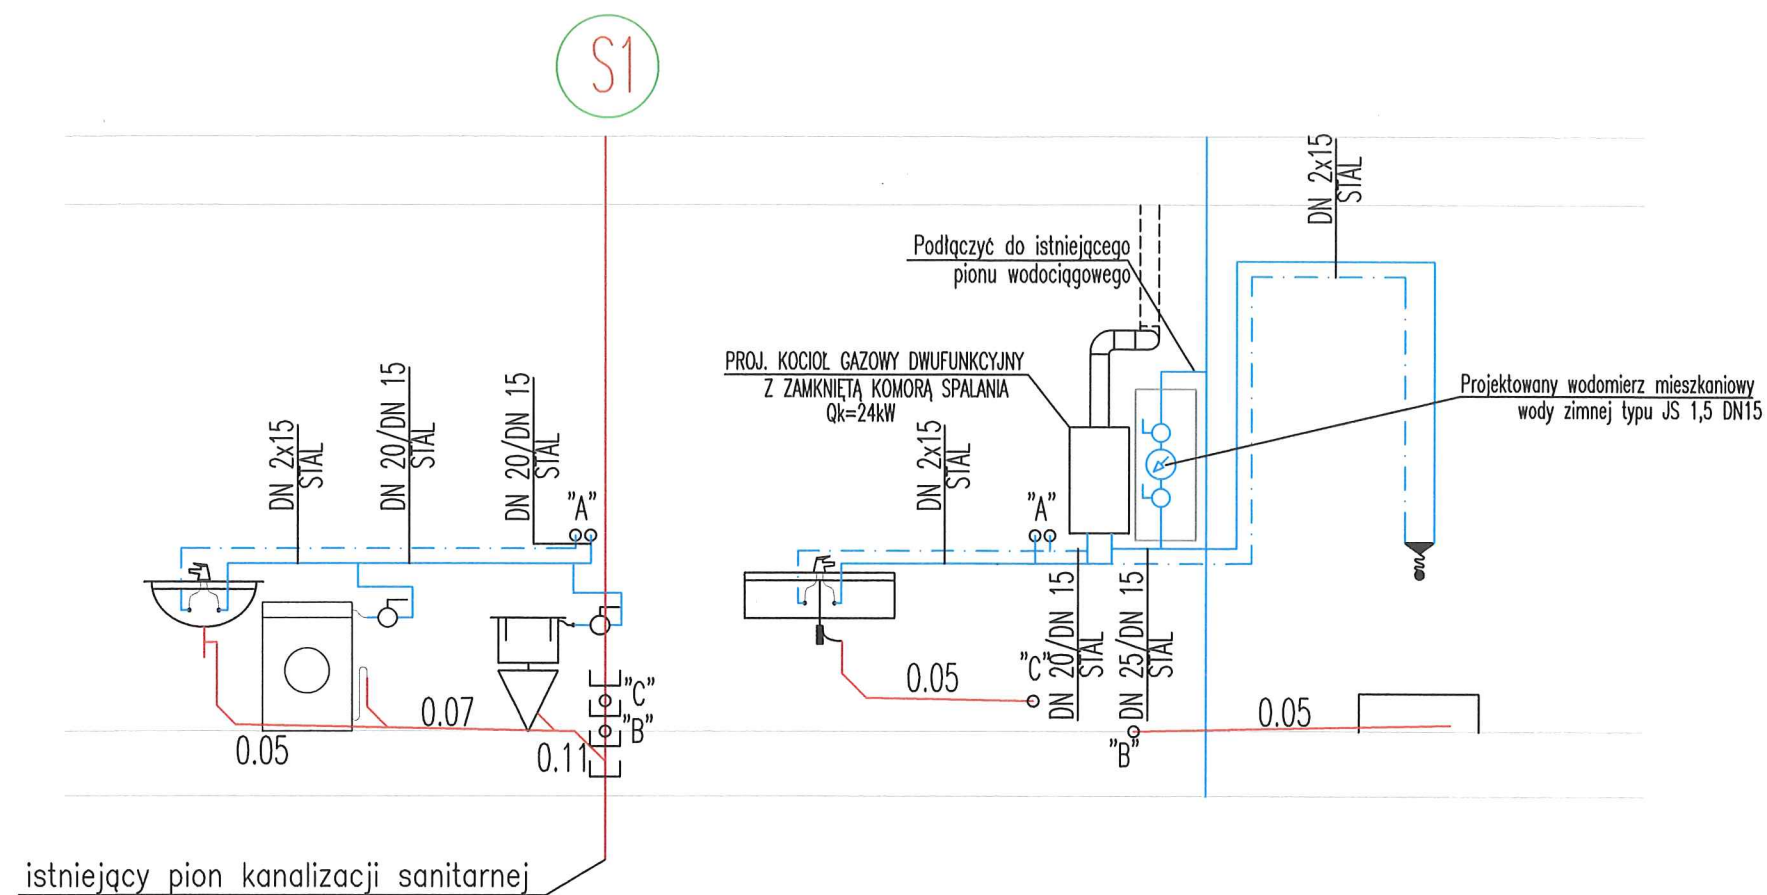 S1
DN 2x15
STAL
Podłączyć do istniejącego
pionu wodociągowego
PROJ. KOCIOŁ GAZOWY DWUFUNKCYJNY
Z ZAMKNIĘTĄ KOMORĄ SPALANIA
Qk=24kW
Projektowany wodomierz mieszkaniowy
wody zimnej typu JS 1,5 DN15
DN 2x15
STAL
DN 20/DN 15
STAL
DN 20/DN 15
STAL
"A"
DN 2x15
STAL
"A"
DN 20/DN 15
STAL
DN 25/DN 15
STAL
"C"
"B"
0.07
0.05
0.11
0.05
"C"
"B"
0.05
istniejący pion kanalizacji sanitarnej